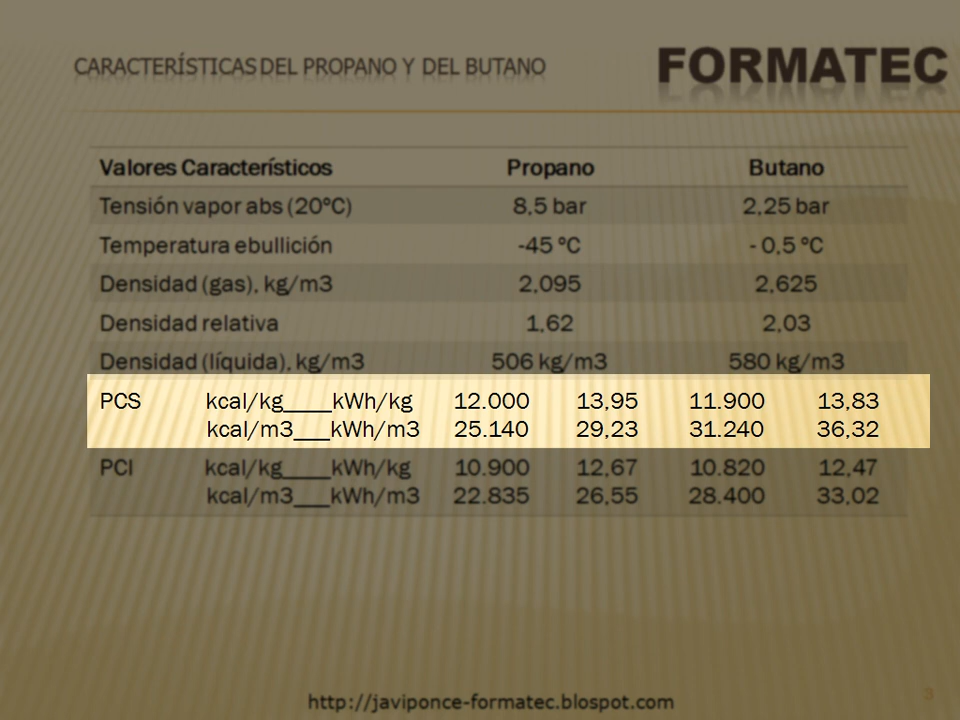 CARACTERÍSTICAS DEL PROPANO Y DEL BUTANO
FORMATEC
Valores Característicos Propano Butano
Tensión vapor abs (20ºC) 8,5 bar 2,25 bar
Temperatura ebullición -45 ºC - 0,5 ºC
Densidad (gas), kg/m3 2,095 2,625
Densidad relativa 1,62 2,03
Densidad (líquida), kg/m3 506 kg/m3 580 kg/m3
PCS kcal/kg____kWh/kg 12.000 13,95 11.900 13,83
kcal/m3___kWh/m3 25.140 29,23 31.240 36,32
PCI kcal/kg____kWh/kg 10.900 12,67 10.820 12,47
kcal/m3___kWh/m3 22.835 26,55 28.400 33,02
http://javiponce-formatec.blospot.com
3